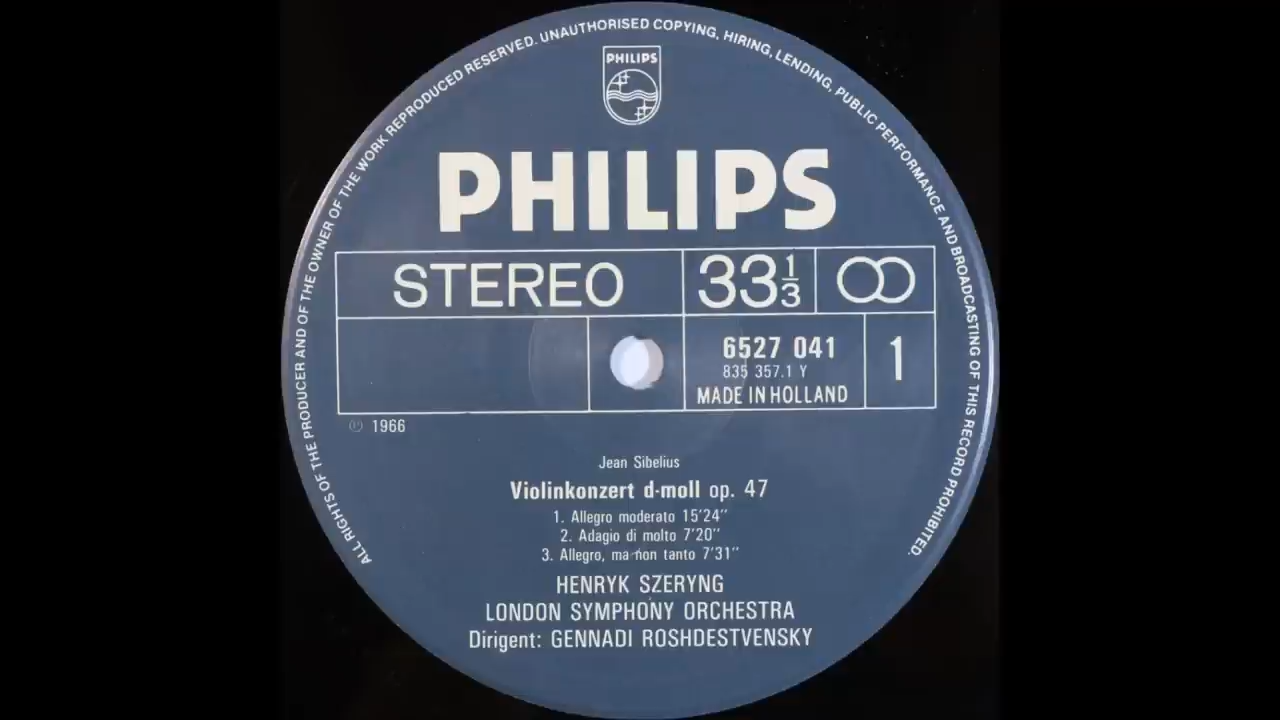 ALL RIGHTS OF THE PRODUCER AND OF THE OWNER OF THE WORK REPRODUCED RESERVED. UNAUTHORISED COPYING, HIRING, LENDING, PUBLIC PERFORMANCE AND BROADCASTING OF THIS RECORD PROHIBITED.
PHILIPS
PHILIPS
STEREO 33 1/3
6527 041 1
835 357.1 Y
MADE IN HOLLAND
℗ 1966
Jean Sibelius
Violinkonzert d-moll op. 47
1. Allegro moderato 15'24"
2. Adagio di molto 7'20"
3. Allegro, ma non tanto 7'31"
HENRYK SZERYNG
LONDON SYMPHONY ORCHESTRA
Dirigent: GENNADI ROSHDESTVENSKY